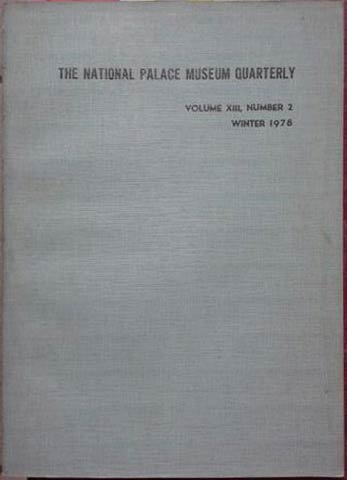 THE NATIONAL PALACE MUSEUM QUARTERLY
VOLUME XIII, NUMBER 2
WINTER 1978